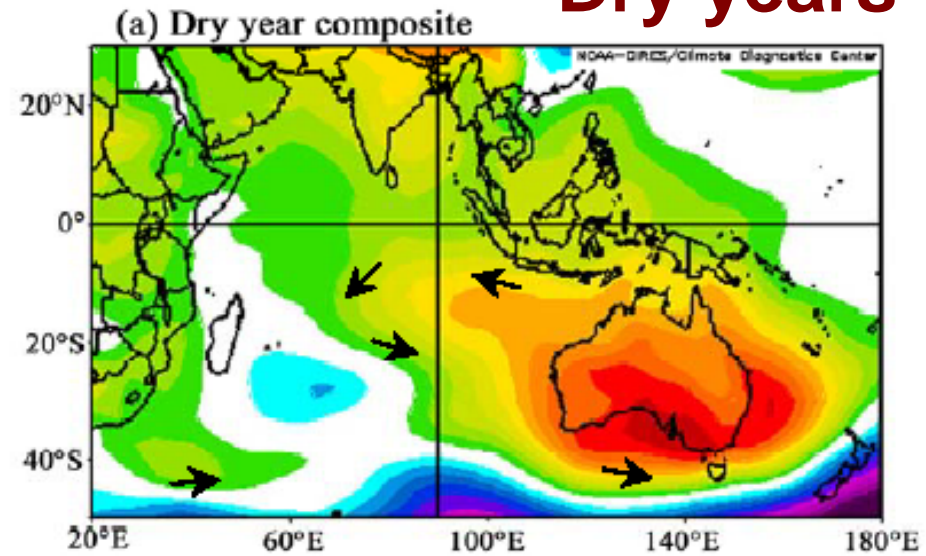 Dry years
(a) Dry year composite
NOAA-CIRES/Climate Diagnostics Center
20°N
0°
20°S
40°S
20°E
60°E
100°E
140°E
180°E